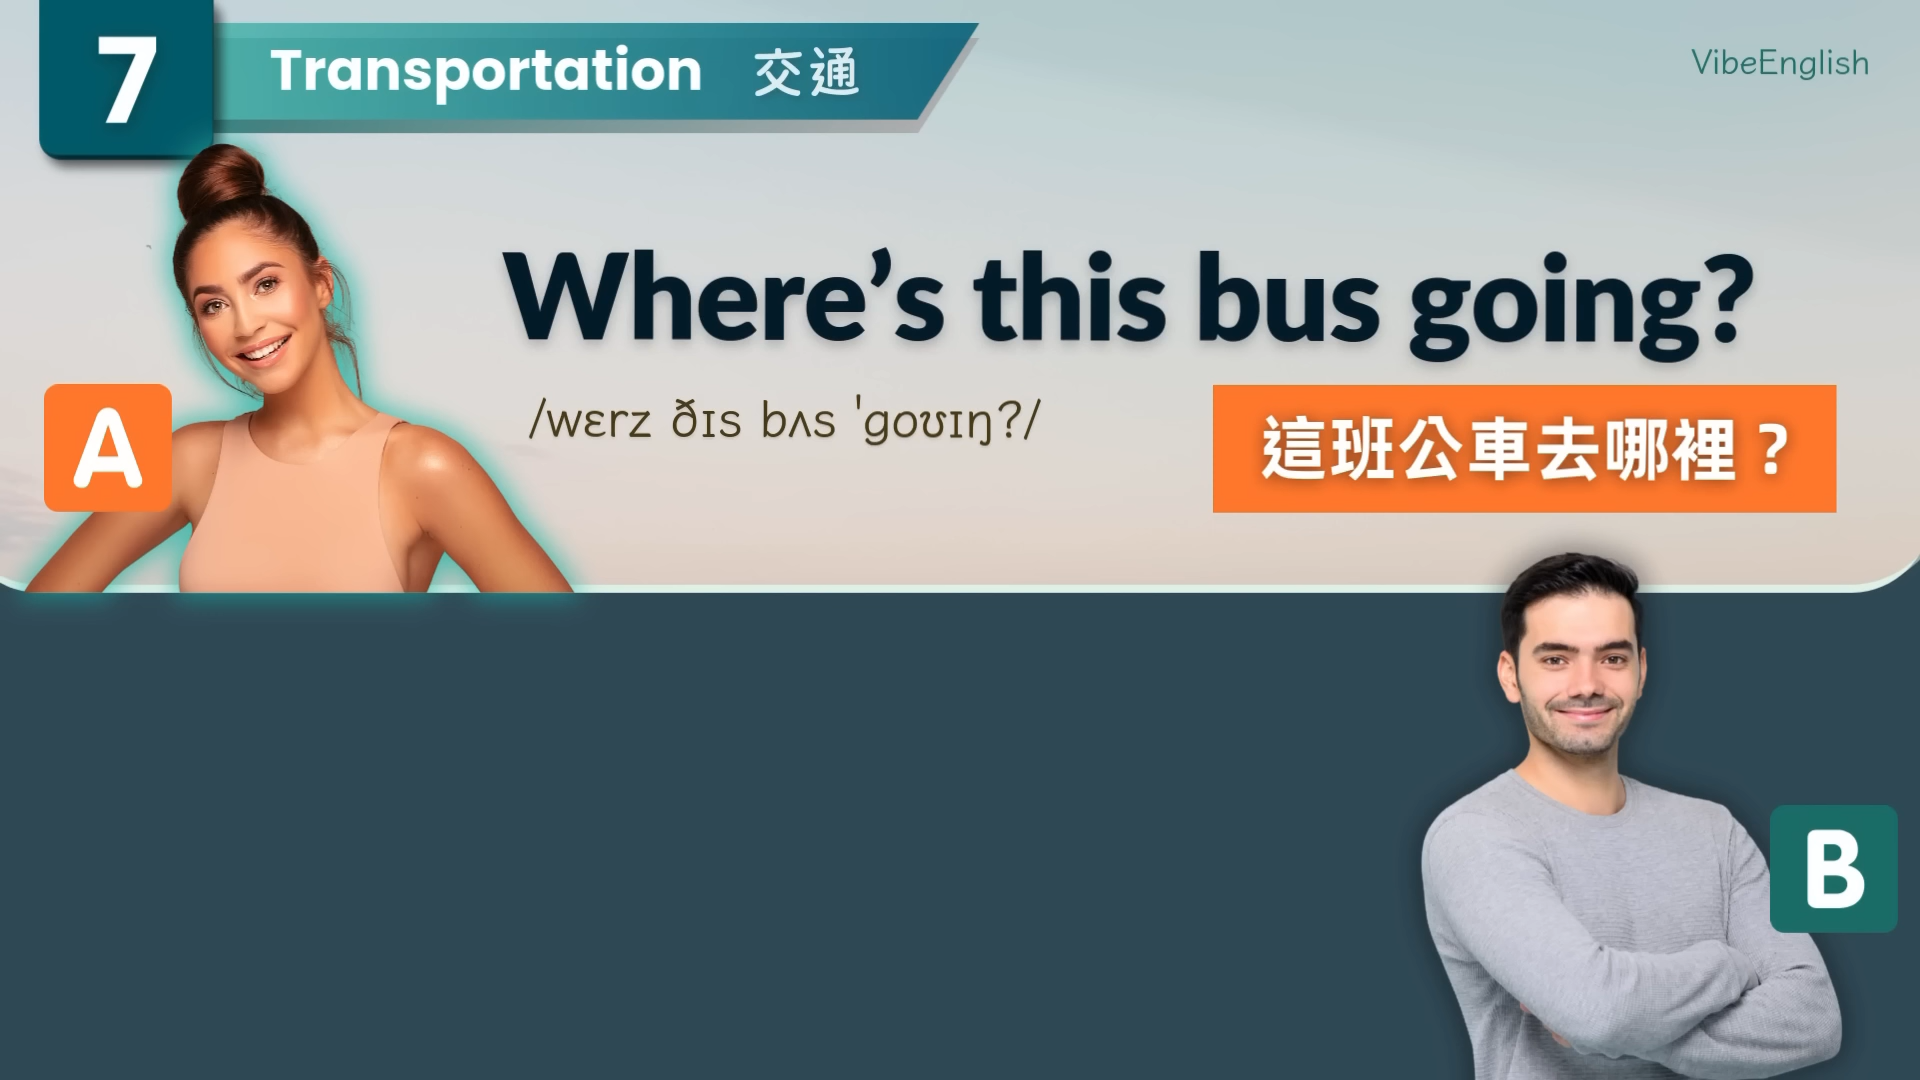 7
Transportation 交通
VibeEnglish
Where’s this bus going?
/wɛrz ðɪs bʌs ˈɡoʊɪŋ?/
這班公車去哪裡？
A
B